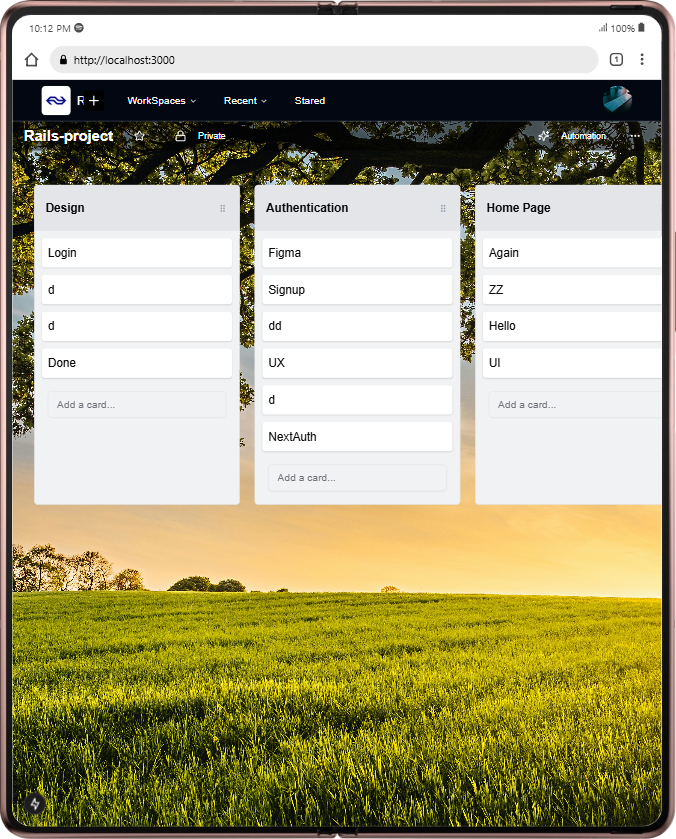 10:12 PM
100%
http://localhost:3000
1
R
WorkSpaces
Recent
Stared
Rails-project
Private
Automation
Design
Login
d
d
Done
Add a card...
Authentication
Figma
Signup
dd
UX
d
NextAuth
Add a card...
Home Page
Again
ZZ
Hello
UI
Add a card...